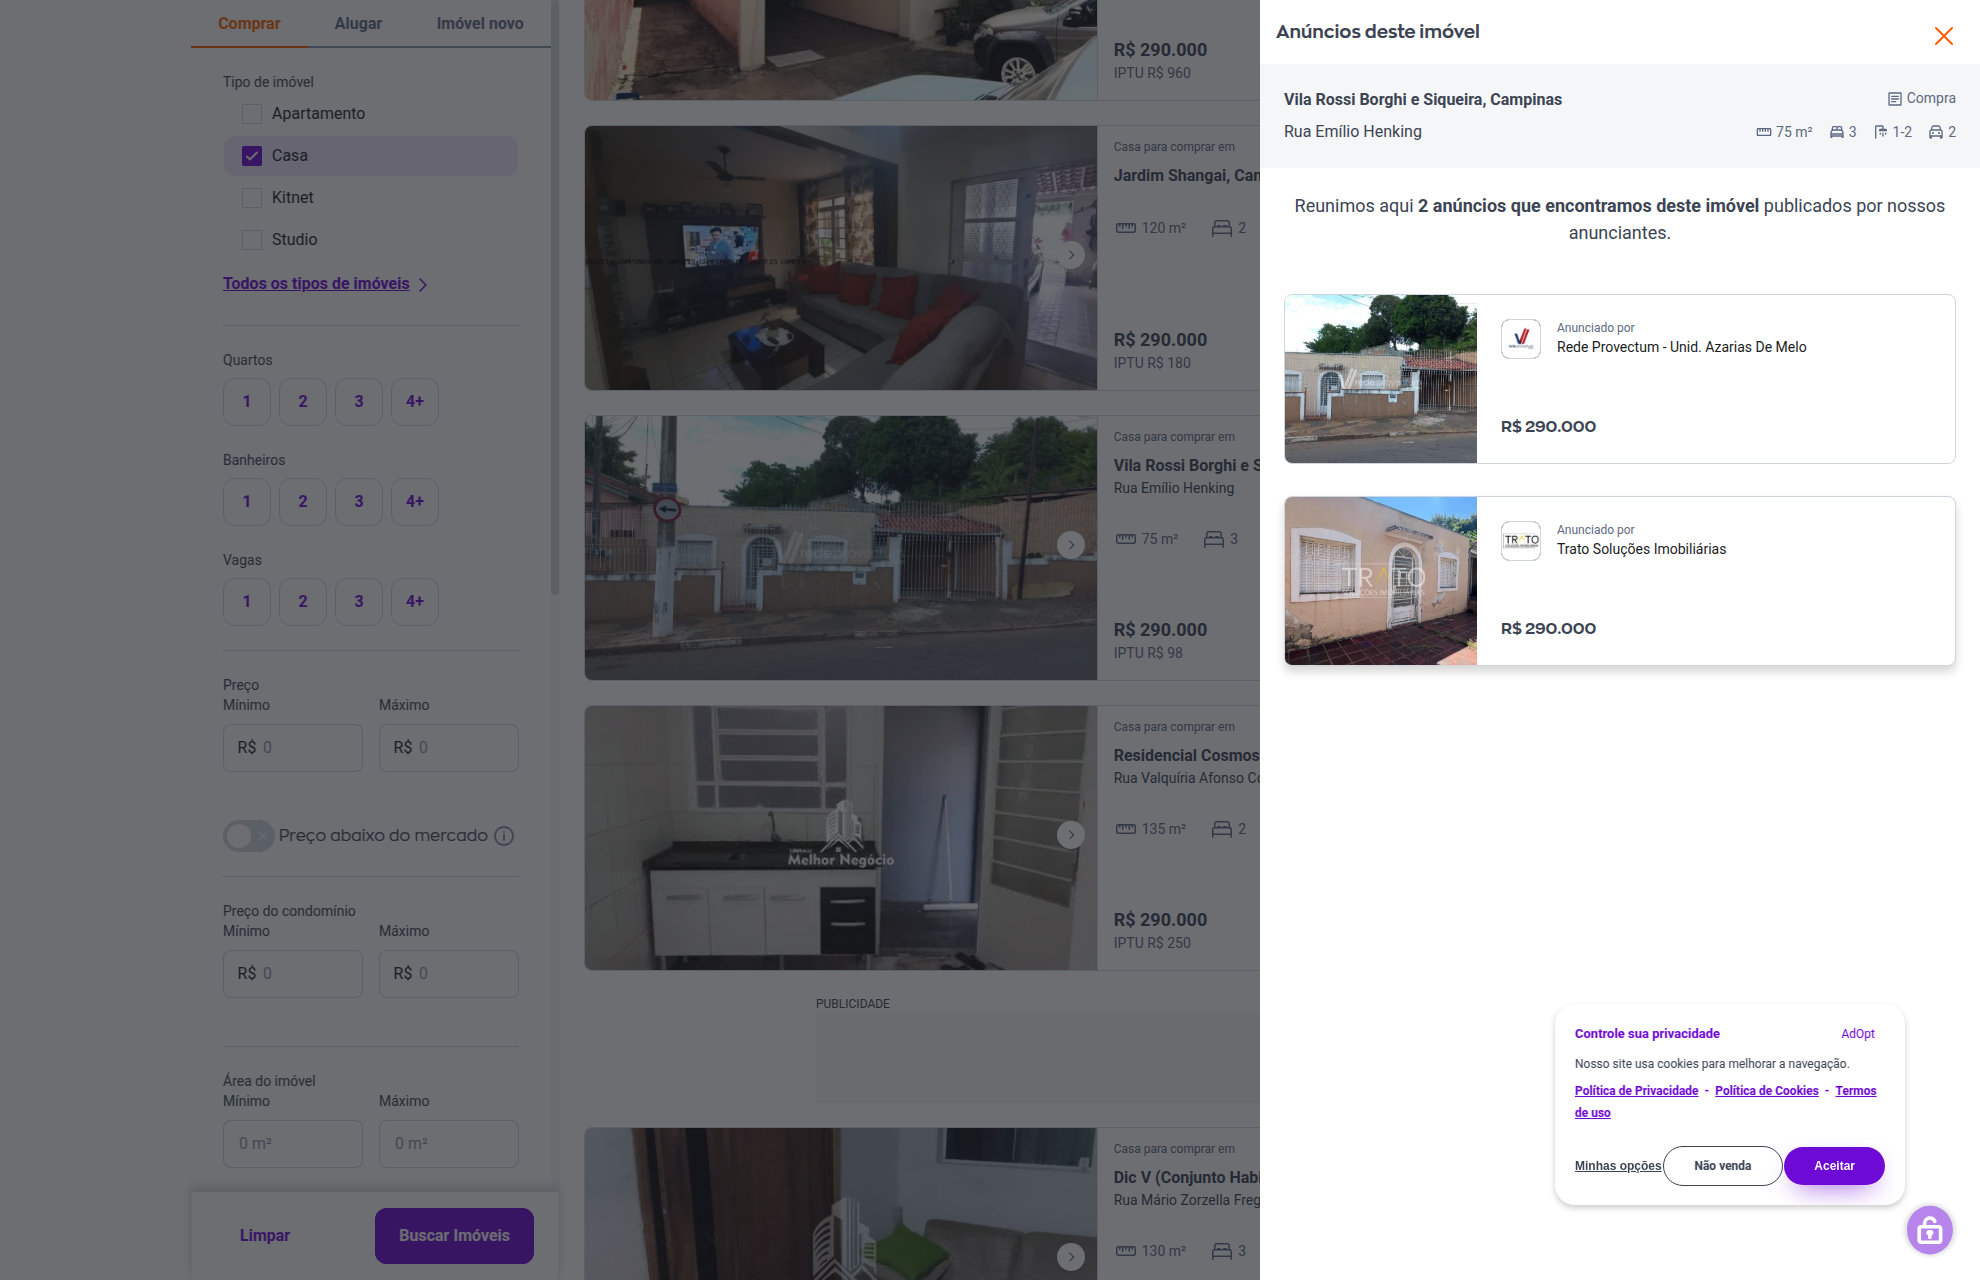 Comprar
Alugar
Imóvel novo
Tipo de imóvel
Apartamento
Casa
Kitnet
Studio
Todos os tipos de imóveis
Quartos
1
2
3
4+
Banheiros
1
2
3
4+
Vagas
1
2
3
4+
Preço
Mínimo
Máximo
R$ 0
R$ 0
Preço abaixo do mercado
Preço do condomínio
Mínimo
Máximo
R$ 0
R$ 0
Área do imóvel
Mínimo
Máximo
0 m²
0 m²
Limpar
Buscar Imóveis
R$ 290.000
IPTU R$ 960
Casa para comprar em
Jardim Shangai, Cam
120 m²
2
R$ 290.000
IPTU R$ 180
Casa para comprar em
Vila Rossi Borghi e S
Rua Emílio Henking
75 m²
3
R$ 290.000
IPTU R$ 98
Melhor Negócio
Casa para comprar em
Residencial Cosmos
Rua Valquíria Afonso Co
135 m²
2
R$ 290.000
IPTU R$ 250
PUBLICIDADE
Casa para comprar em
Dic V (Conjunto Habi
Rua Mário Zorzella Freg
130 m²
3
Anúncios deste imóvel
Vila Rossi Borghi e Siqueira, Campinas
Compra
Rua Emílio Henking
75 m²
3
1-2
2
Reunimos aqui 2 anúncios que encontramos deste imóvel publicados por nossos
anunciantes.
Anunciado por
Rede Provectum - Unid. Azarias De Melo
R$ 290.000
TRATO
TRATO
Anunciado por
Trato Soluções Imobiliárias
R$ 290.000
Controle sua privacidade
AdOpt
Nosso site usa cookies para melhorar a navegação.
Política de Privacidade - Política de Cookies - Termos
de uso
Minhas opções
Não venda
Aceitar